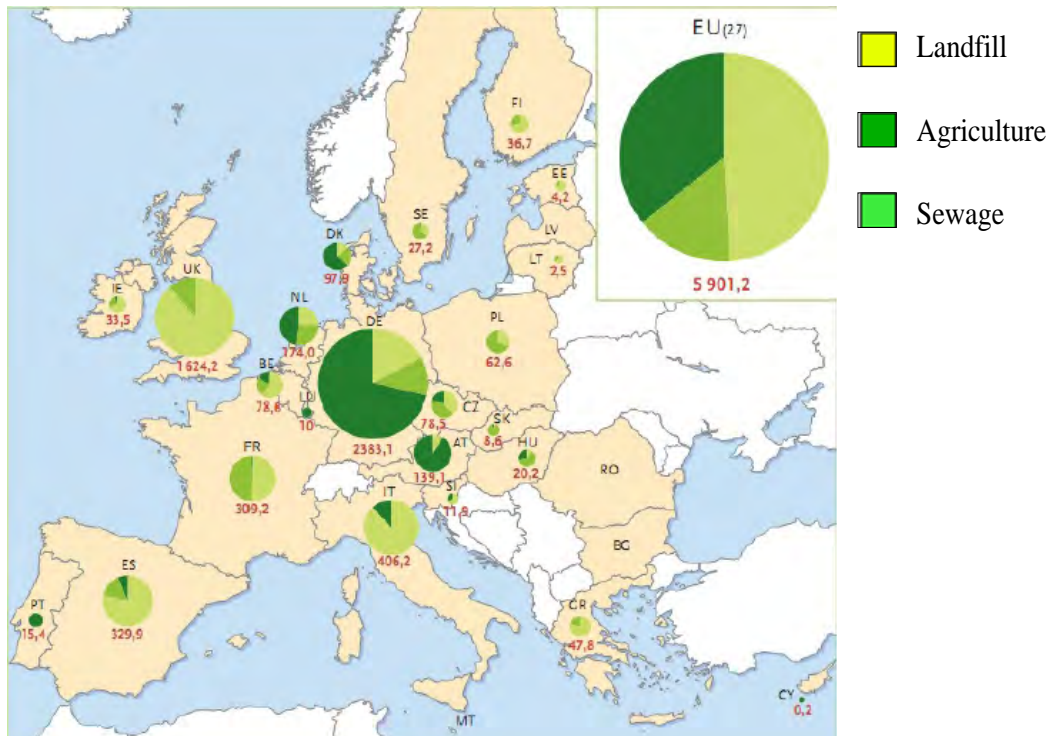 EU(27)
5 901,2
Landfill
Agriculture
Sewage
FI
36,7
EE
4,2
SE
27,2
LV
LT
2,5
DK
97,9
UK
1 624,2
IE
33,5
NL
174,0
DE
2383,1
PL
62,6
BE
78,6
LU
10
CZ
78,5
SK
8,6
AT
139,1
HU
20,2
RO
FR
309,2
SI
11,9
IT
406,2
BG
ES
329,9
PT
15,4
GR
47,8
CY
0,2
MT